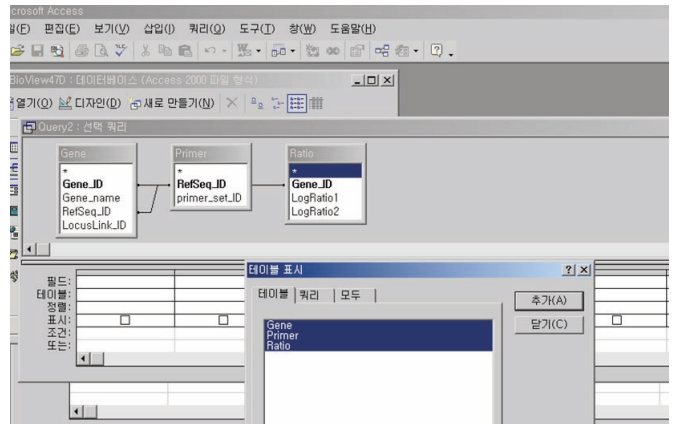 crosoft Access
(F) 편집(E) 보기(V) 삽입(I) 쿼리(Q) 도구(T) 창(W) 도움말(H)
BioView47D : 데이터베이스 (Access 2000 파일 형식)
열기(O) 디자인(D) 새로 만들기(N)
Query2 : 선택 쿼리
Gene
*
Gene_ID
Gene_name
RefSeq_ID
LocusLink_ID
Primer
*
RefSeq_ID
primer_set_ID
Ratio
*
Gene_ID
LogRatio1
LogRatio2
필드:
테이블:
정렬:
표시:
조건:
또는:
테이블 표시
테이블 쿼리 모두
Gene
Primer
Ratio
추가(A)
닫기(C)